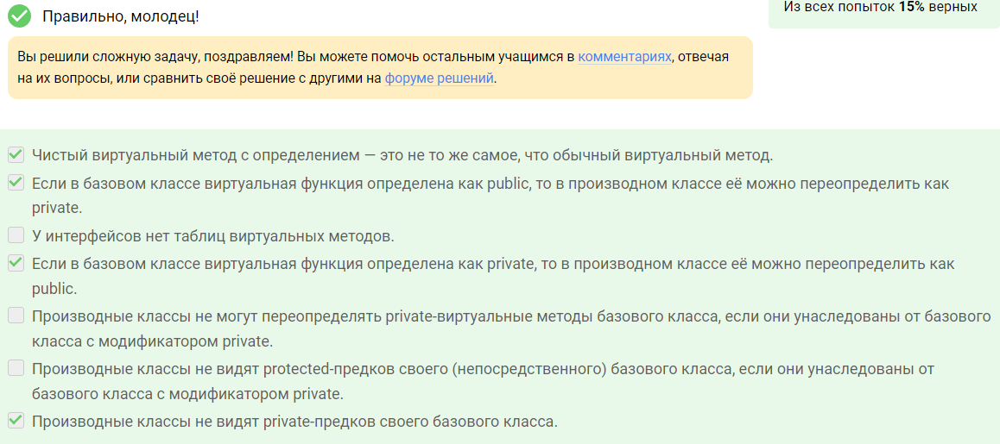 Правильно, молодец!
Из всех попыток 15% верных
Вы решили сложную задачу, поздравляем! Вы можете помочь остальным учащимся в комментариях, отвечая
на их вопросы, или сравнить своё решение с другими на форуме решений.
Чистый виртуальный метод с определением — это не то же самое, что обычный виртуальный метод.
Если в базовом классе виртуальная функция определена как public, то в производном классе её можно переопределить как
private.
У интерфейсов нет таблиц виртуальных методов.
Если в базовом классе виртуальная функция определена как private, то в производном классе её можно переопределить как
public.
Производные классы не могут переопределять private-виртуальные методы базового класса, если они унаследованы от базового
класса с модификатором private.
Производные классы не видят protected-предков своего (непосредственного) базового класса, если они унаследованы от
базового класса с модификатором private.
Производные классы не видят private-предков своего базового класса.